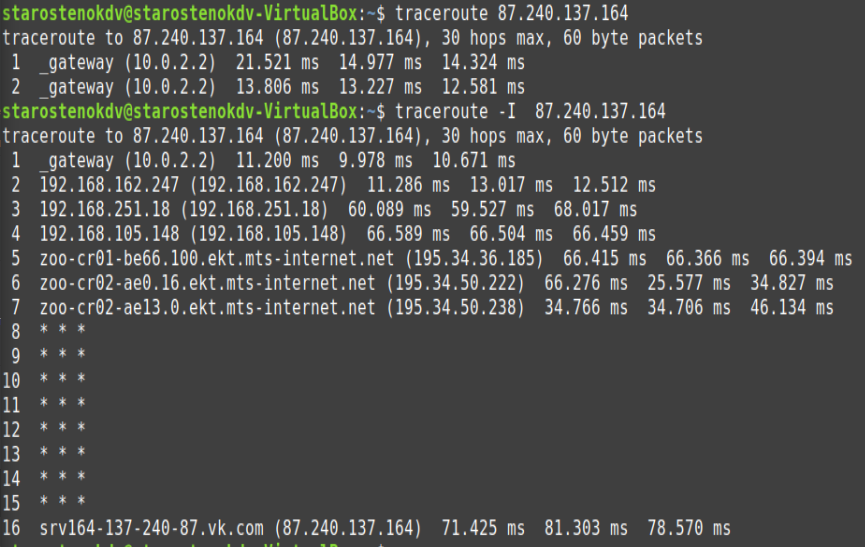 starostenokdv@starostenokdv-VirtualBox:~$ traceroute 87.240.137.164
traceroute to 87.240.137.164 (87.240.137.164), 30 hops max, 60 byte packets
1 _gateway (10.0.2.2) 21.521 ms 14.977 ms 14.324 ms
2 _gateway (10.0.2.2) 13.806 ms 13.227 ms 12.581 ms
starostenokdv@starostenokdv-VirtualBox:~$ traceroute -I 87.240.137.164
traceroute to 87.240.137.164 (87.240.137.164), 30 hops max, 60 byte packets
1 _gateway (10.0.2.2) 11.200 ms 9.978 ms 10.671 ms
2 192.168.162.247 (192.168.162.247) 11.286 ms 13.017 ms 12.512 ms
3 192.168.251.18 (192.168.251.18) 60.089 ms 59.527 ms 68.017 ms
4 192.168.105.148 (192.168.105.148) 66.589 ms 66.504 ms 66.459 ms
5 zoo-cr01-be66.100.ekt.mts-internet.net (195.34.36.185) 66.415 ms 66.366 ms 66.394 ms
6 zoo-cr02-ae0.16.ekt.mts-internet.net (195.34.50.222) 66.276 ms 25.577 ms 34.827 ms
7 zoo-cr02-ae13.0.ekt.mts-internet.net (195.34.50.238) 34.766 ms 34.706 ms 46.134 ms
8 * * *
9 * * *
10 * * *
11 * * *
12 * * *
13 * * *
14 * * *
15 * * *
16 srv164-137-240-87.vk.com (87.240.137.164) 71.425 ms 81.303 ms 78.570 ms